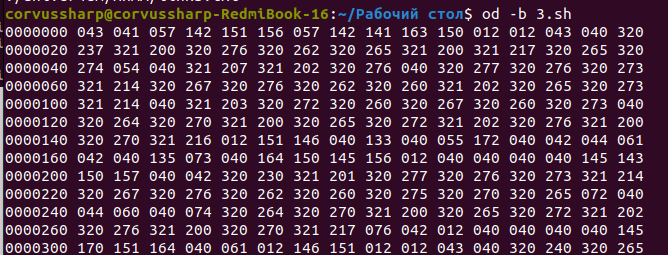 corvussharp@corvussharp-RedmiBook-16:~/Рабочий стол$ od -b 3.sh
0000000 043 041 057 142 151 156 057 142 141 163 150 012 012 043 040 320
0000020 237 321 200 320 276 320 262 320 265 321 200 321 217 320 265 320
0000040 274 054 040 321 207 321 202 320 276 040 320 277 320 276 320 273
0000060 321 214 320 267 320 276 320 262 320 260 321 202 320 265 320 273
0000100 321 214 040 321 203 320 272 320 260 320 267 320 260 320 273 040
0000120 320 264 320 270 321 200 320 265 320 272 321 202 320 276 321 200
0000140 320 270 321 216 012 151 146 040 133 040 055 172 040 042 044 061
0000160 042 040 135 073 040 164 150 145 156 012 040 040 040 040 145 143
0000200 150 157 040 042 320 230 321 201 320 277 320 276 320 273 321 214
0000220 320 267 320 276 320 262 320 260 320 275 320 270 320 265 072 040
0000240 044 060 040 074 320 264 320 270 321 200 320 265 320 272 321 202
0000260 320 276 321 200 320 270 321 217 076 042 012 040 040 040 040 145
0000300 170 151 164 040 061 012 146 151 012 012 043 040 320 240 320 265